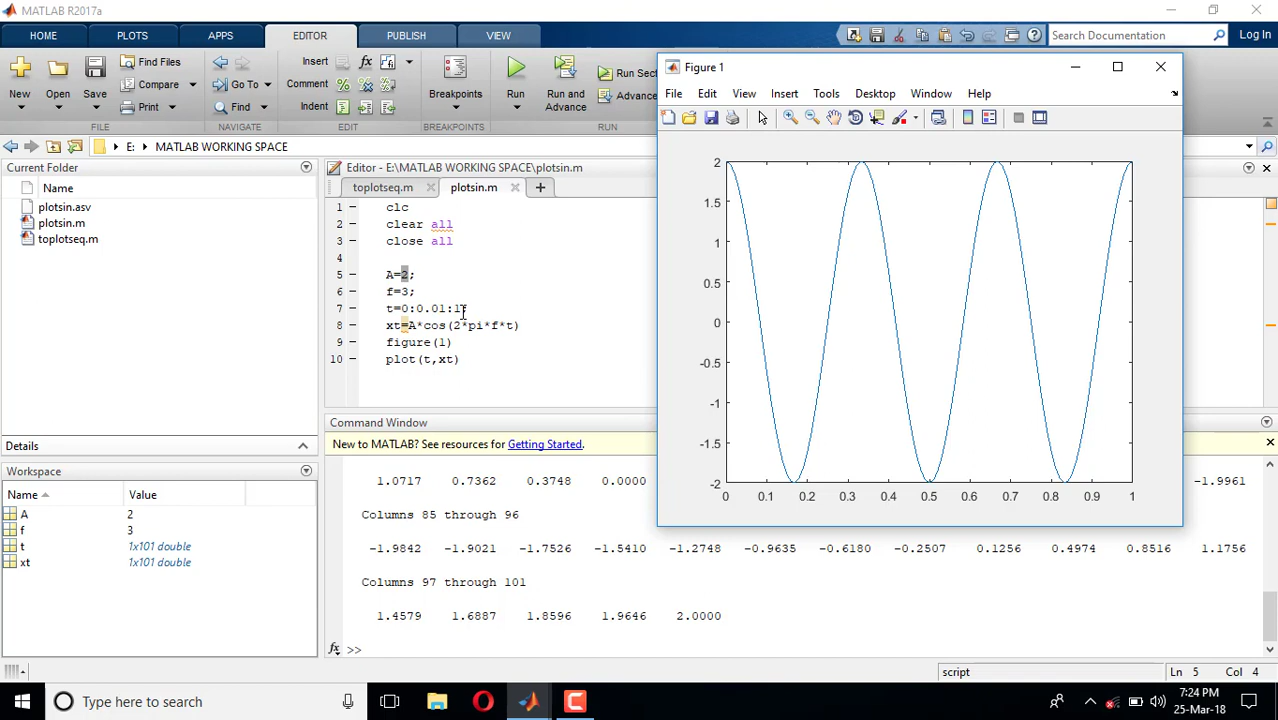 MATLAB R2017a
HOME PLOTS APPS EDITOR PUBLISH VIEW Search Documentation Log In
New Open Save Find Files Compare Print
Go To Find
Insert Comment Indent
Breakpoints
Run Run and Advance Run Sect Advance
FILE NAVIGATE EDIT BREAKPOINTS RUN
E: MATLAB WORKING SPACE
Current Folder
Name
plotsin.asv
plotsin.m
toplotseq.m
Details
Workspace
Name Value
A 2
f 3
t 1x101 double
xt 1x101 double
Editor - E:\MATLAB WORKING SPACE\plotsin.m
toplotseq.m plotsin.m
1 clc
2 clear all
3 close all
4
5 A=2;
6 f=3;
7 t=0:0.01:1;
8 xt=A*cos(2*pi*f*t)
9 figure(1)
10 plot(t,xt)
Command Window
New to MATLAB? See resources for Getting Started.
1.0717 0.7362 0.3748 0.0000 -1.9961
Columns 85 through 96
-1.9842 -1.9021 -1.7526 -1.5410 -1.2748 -0.9635 -0.6180 -0.2507 0.1256 0.4974 0.8516 1.1756
Columns 97 through 101
1.4579 1.6887 1.8596 1.9646 2.0000
fx >>
Figure 1
File Edit View Insert Tools Desktop Window Help
2
1.5
1
0.5
0
-0.5
-1
-1.5
-2
0 0.1 0.2 0.3 0.4 0.5 0.6 0.7 0.8 0.9 1
script Ln 5 Col 4
Type here to search
7:24 PM
25-Mar-18